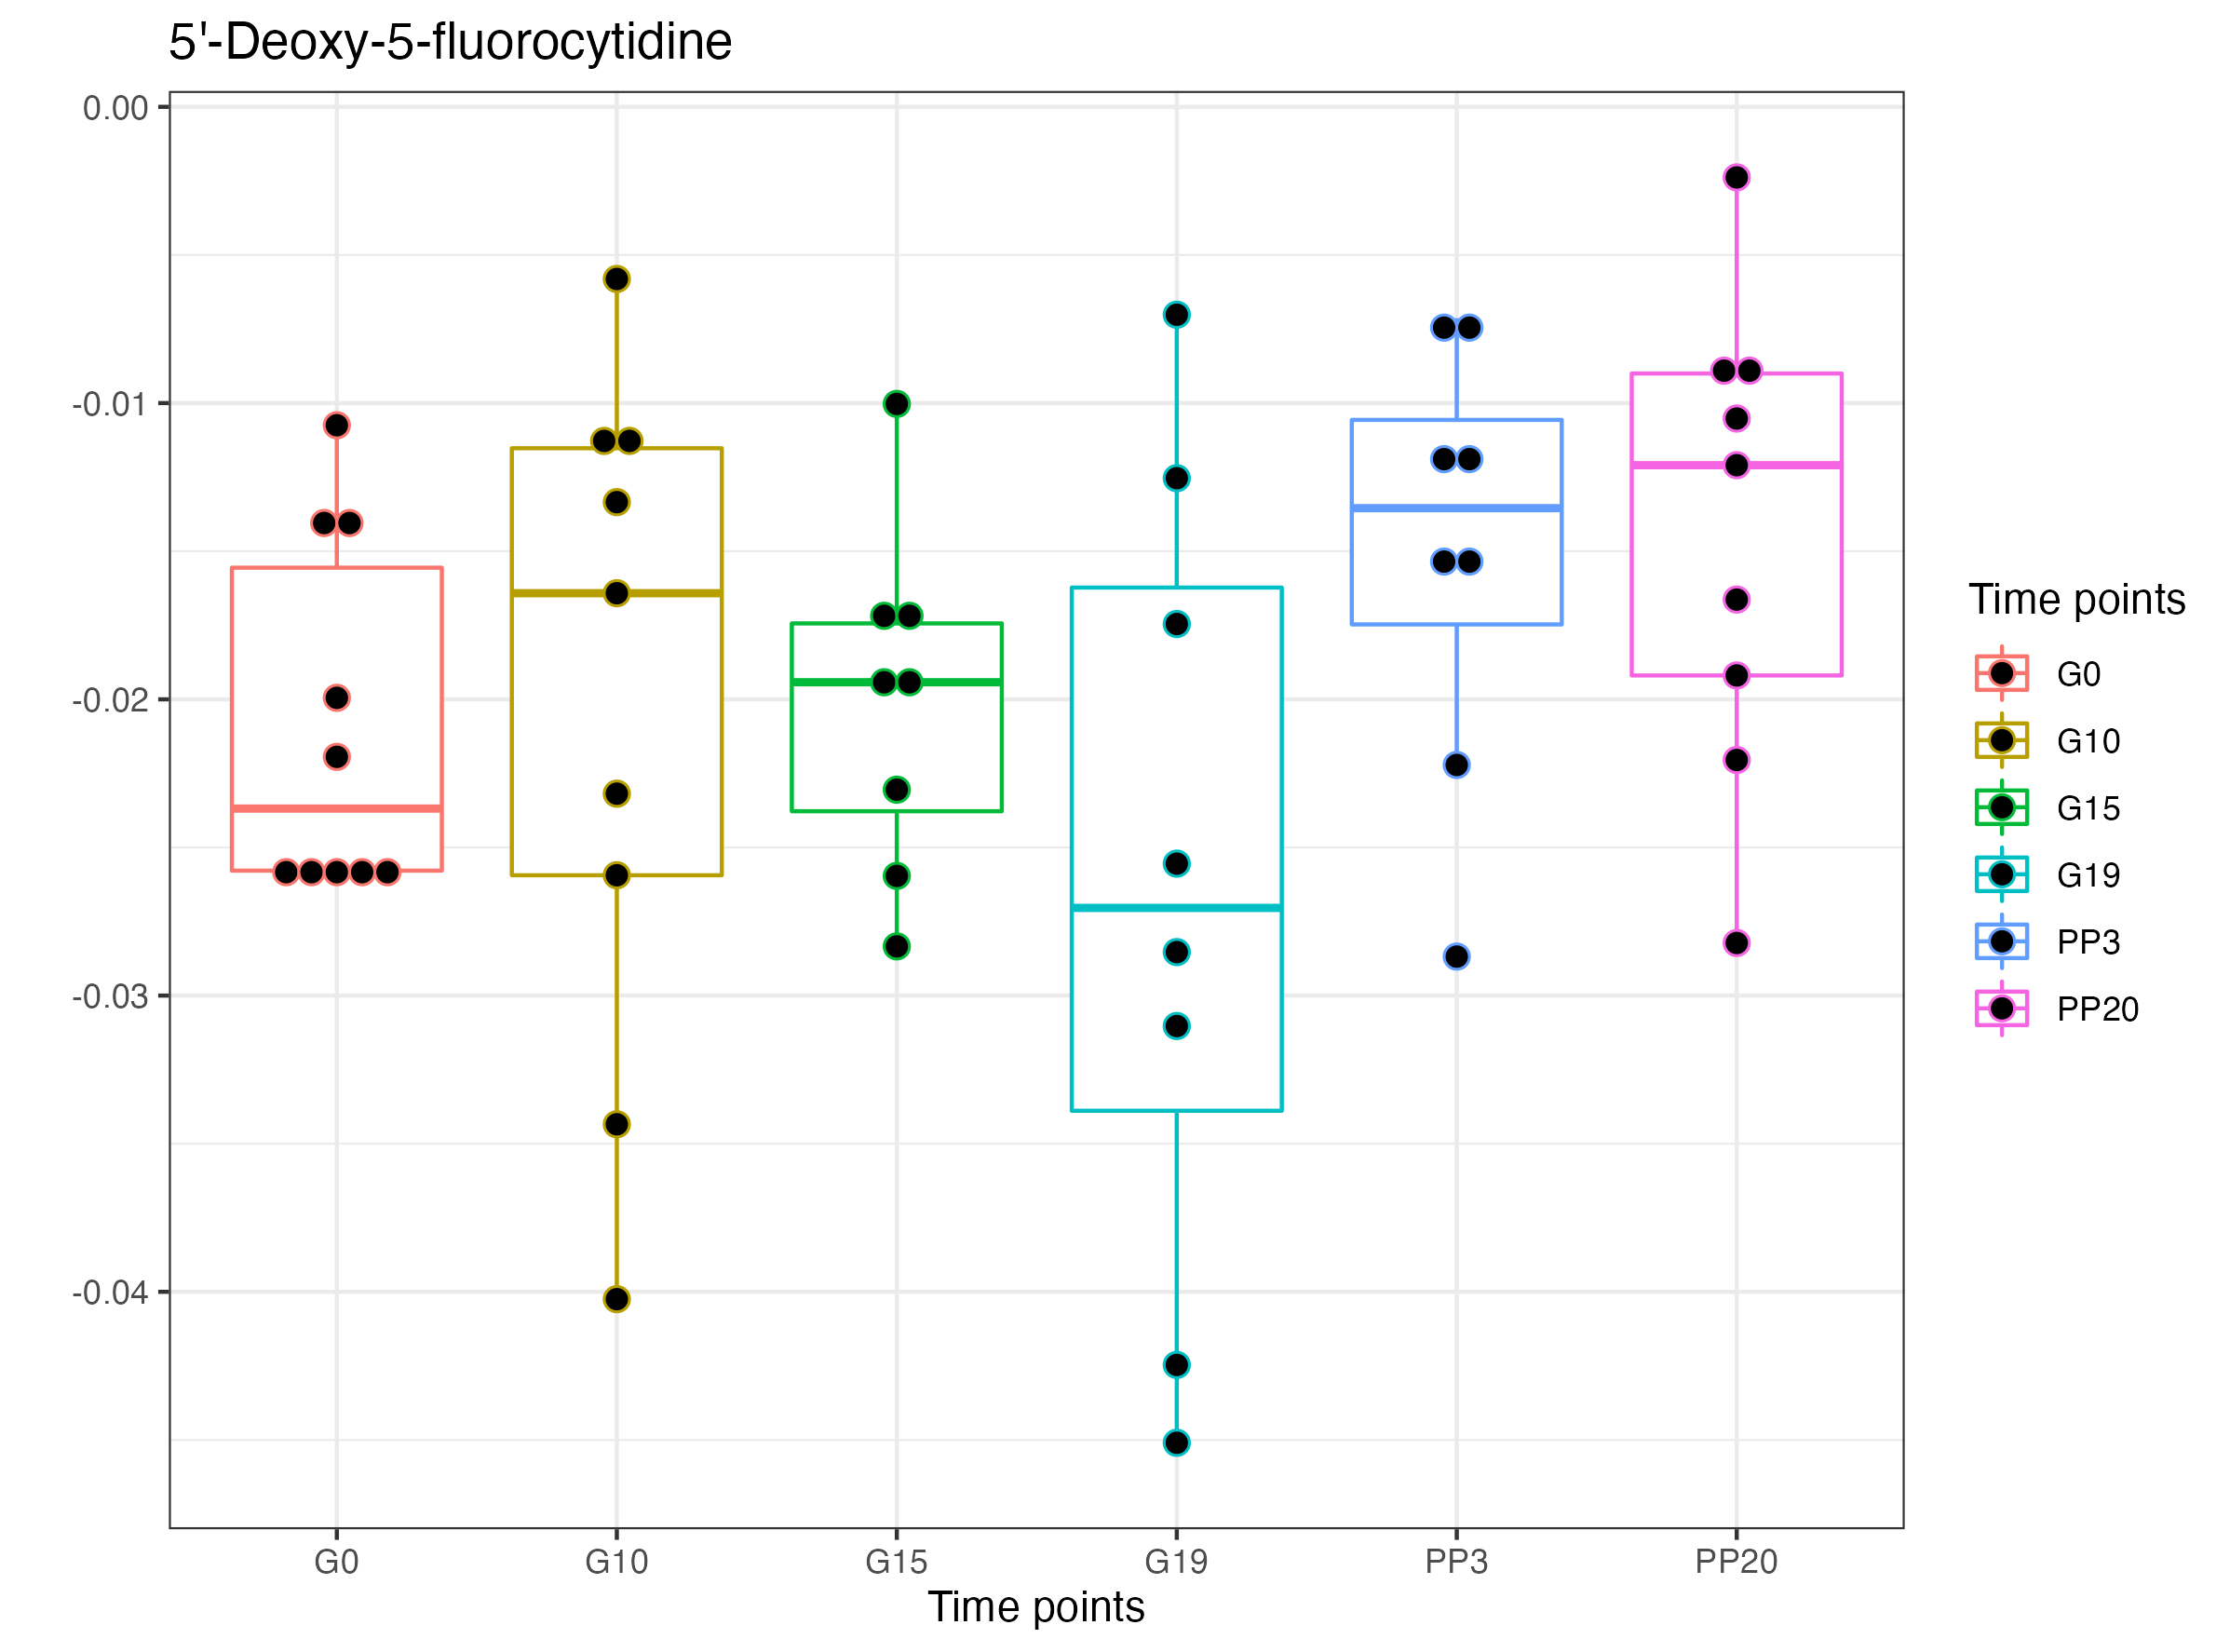 5'-Deoxy-5-fluorocytidine
0.00
-0.01
-0.02
-0.03
-0.04
G0 G10 G15 G19 PP3 PP20
Time points
Time points
G0
G10
G15
G19
PP3
PP20